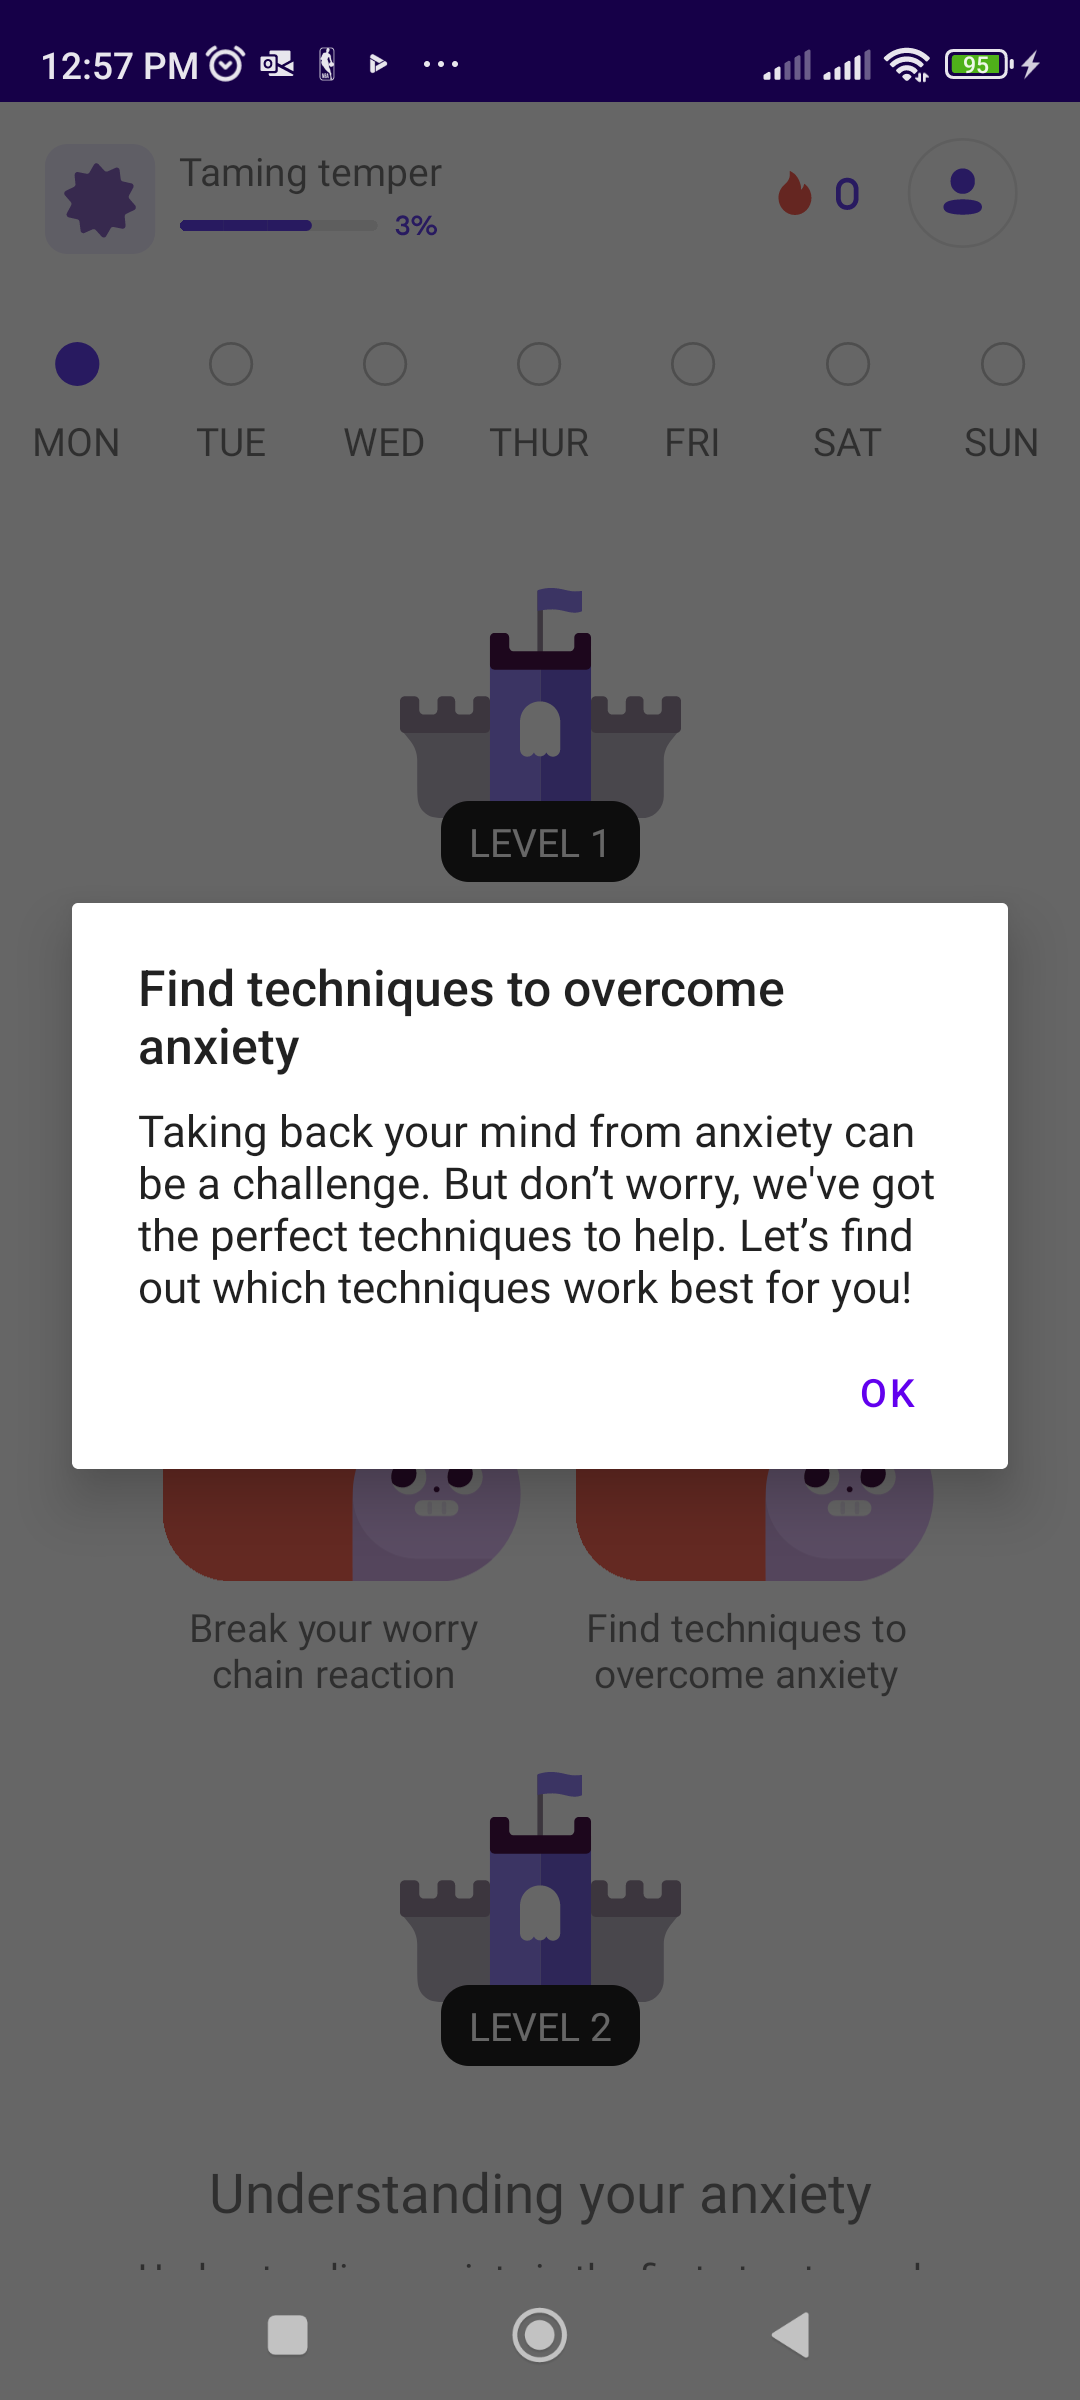 12:57 PM
95
Taming temper
3%
0
MON TUE WED THUR FRI SAT SUN
LEVEL 1
Find techniques to overcome
anxiety
Taking back your mind from anxiety can
be a challenge. But don’t worry, we've got
the perfect techniques to help. Let’s find
out which techniques work best for you!
OK
Break your worry
chain reaction
Find techniques to
overcome anxiety
LEVEL 2
Understanding your anxiety